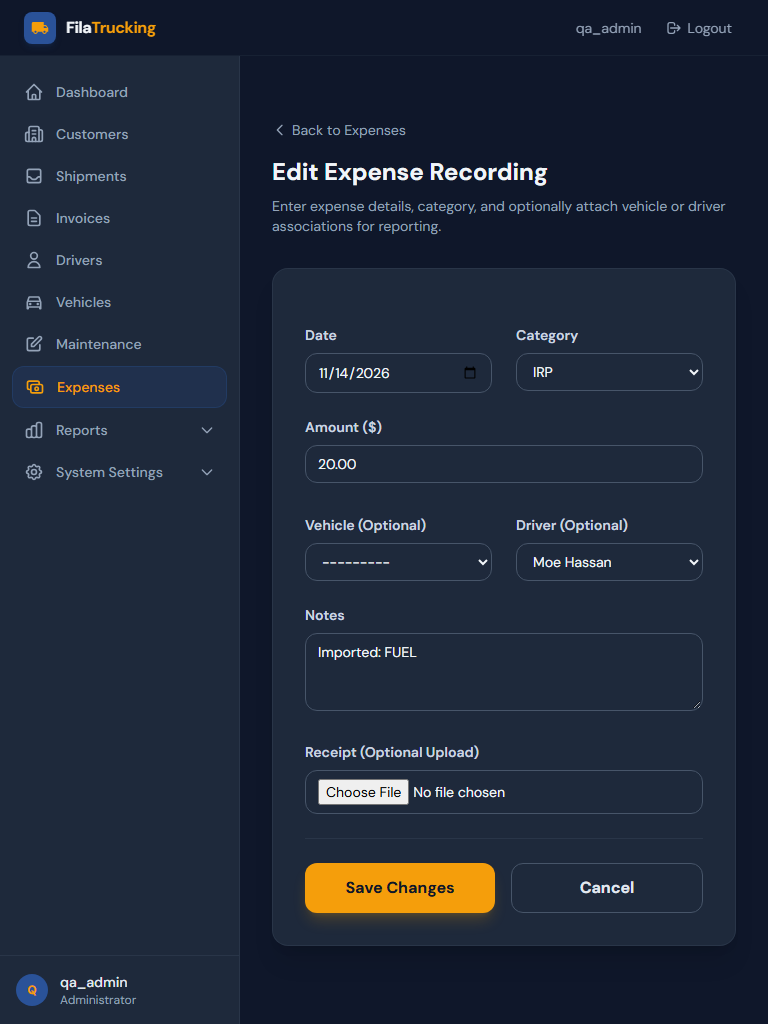 FilaTrucking
qa_admin
Logout
Dashboard
Customers
Shipments
Invoices
Drivers
Vehicles
Maintenance
Expenses
Reports
System Settings
Back to Expenses
Edit Expense Recording
Enter expense details, category, and optionally attach vehicle or driver
associations for reporting.
Date
Category
11/14/2026
IRP
Amount ($)
20.00
Vehicle (Optional)
Driver (Optional)
---------
Moe Hassan
Notes
Imported: FUEL
Receipt (Optional Upload)
Choose File No file chosen
Save Changes
Cancel
Q
qa_admin
Administrator